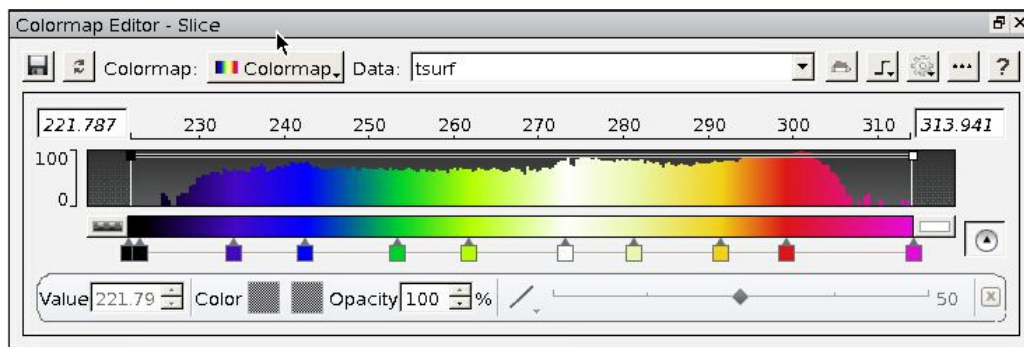 Colormap Editor - Slice
Colormap: Colormap Data: tsurf ?
221.787 230 240 250 260 270 280 290 300 310 313.941
100
0
Value 221.79 Color Opacity 100 % 50